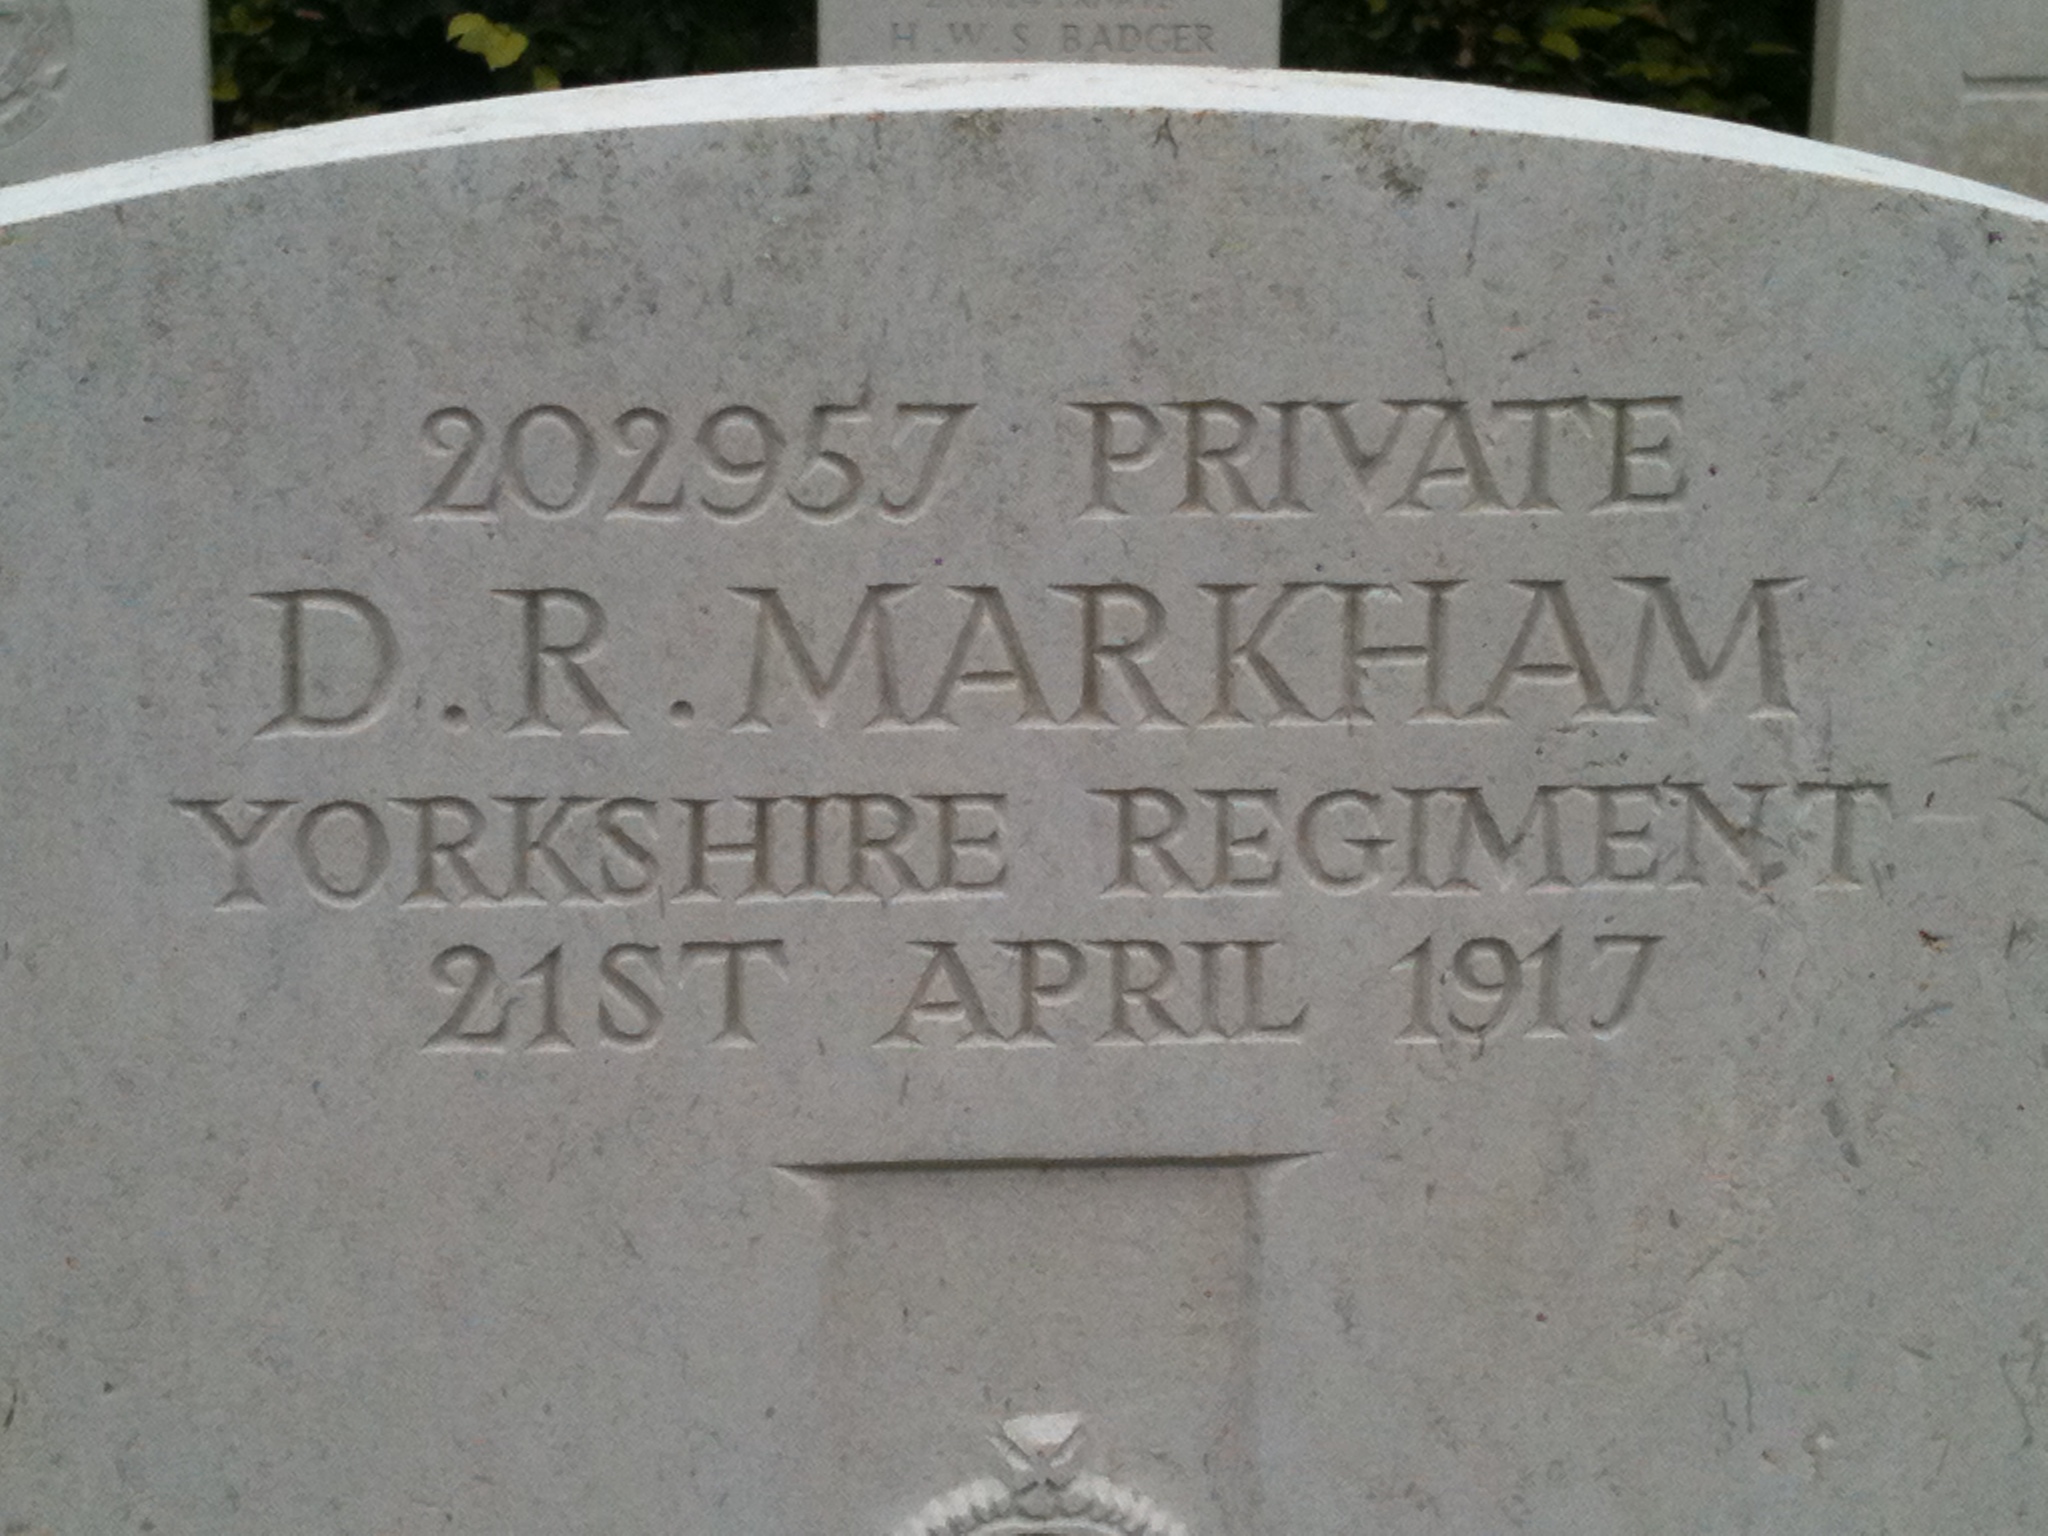 H.W.S. BADGER
202957 PRIVATE
D.R.MARKHAM
YORKSHIRE REGIMENT
21ST APRIL 1917